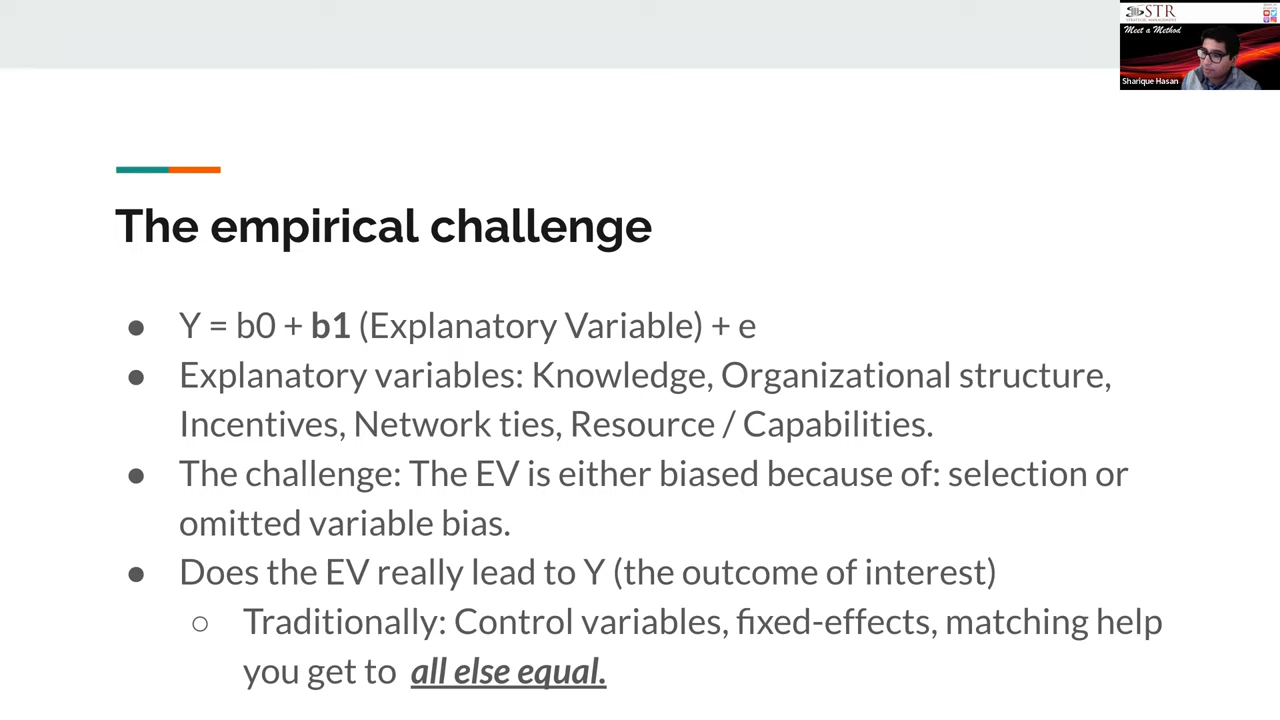 STR
STRATEGIC MANAGEMENT
Meet a Method
Sharique Hasan
The empirical challenge
● Y = b0 + b1 (Explanatory Variable) + e
● Explanatory variables: Knowledge, Organizational structure,
Incentives, Network ties, Resource / Capabilities.
● The challenge: The EV is either biased because of: selection or
omitted variable bias.
● Does the EV really lead to Y (the outcome of interest)
○ Traditionally: Control variables, fixed-effects, matching help
you get to all else equal.